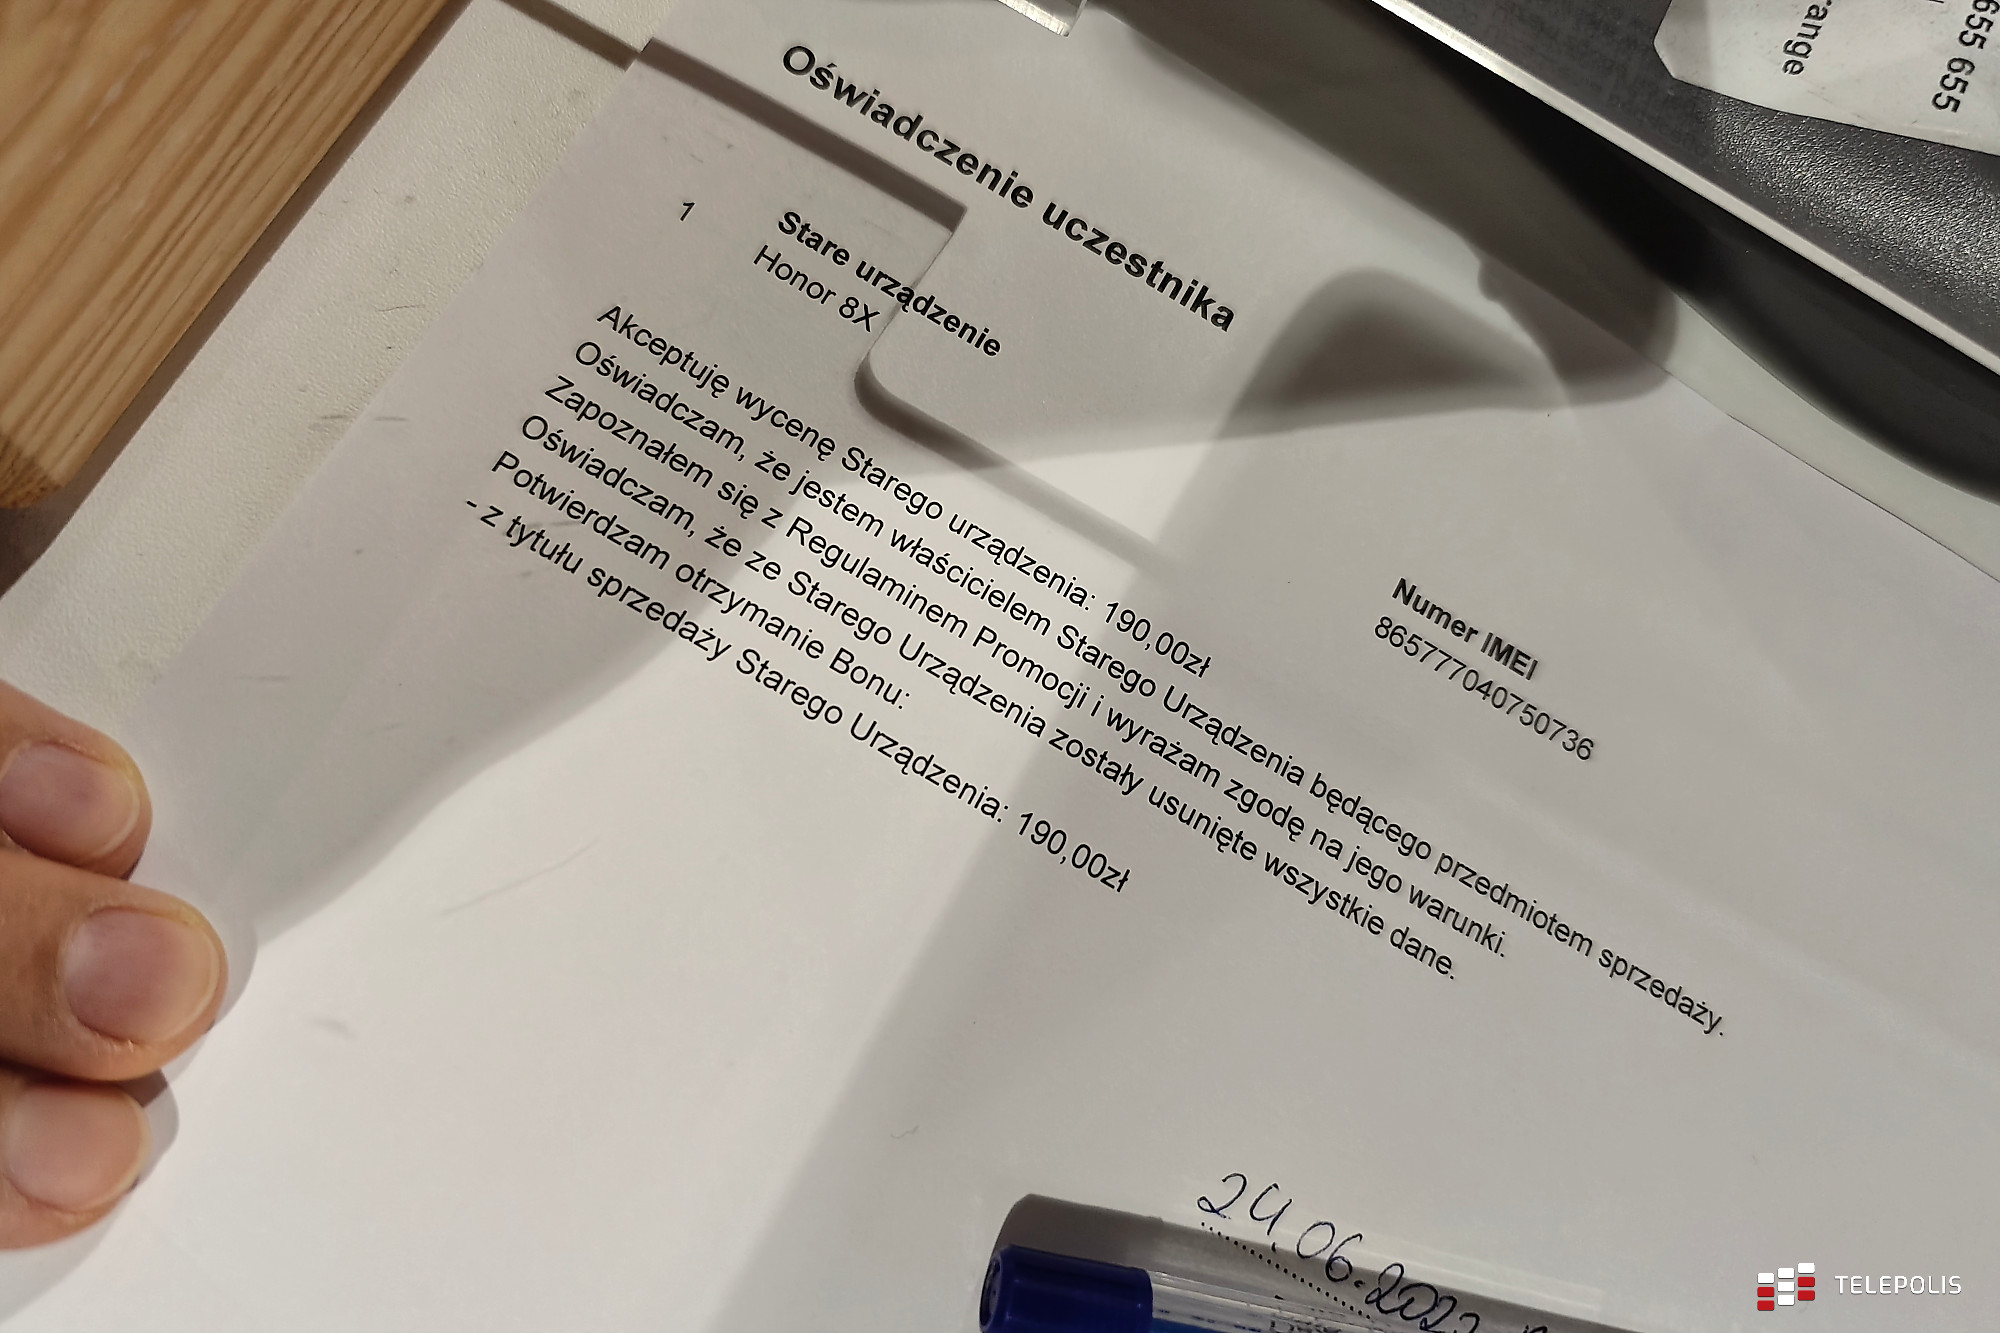 655 655
Oświadczenie uczestnika
1 Stare urządzenie Numer IMEI
Honor 8X 865777040750736
Akceptuję wycenę Starego urządzenia: 190,00zł
Oświadczam, że jestem właścicielem Starego Urządzenia będącego przedmiotem sprzedaży.
Zapoznałem się z Regulaminem Promocji i wyrażam zgodę na jego warunki.
Oświadczam, że ze Starego Urządzenia zostały usunięte wszystkie dane.
Potwierdzam otrzymanie Bonu:
- z tytułu sprzedaży Starego Urządzenia: 190,00zł
24.06.2022
TELEPOLIS